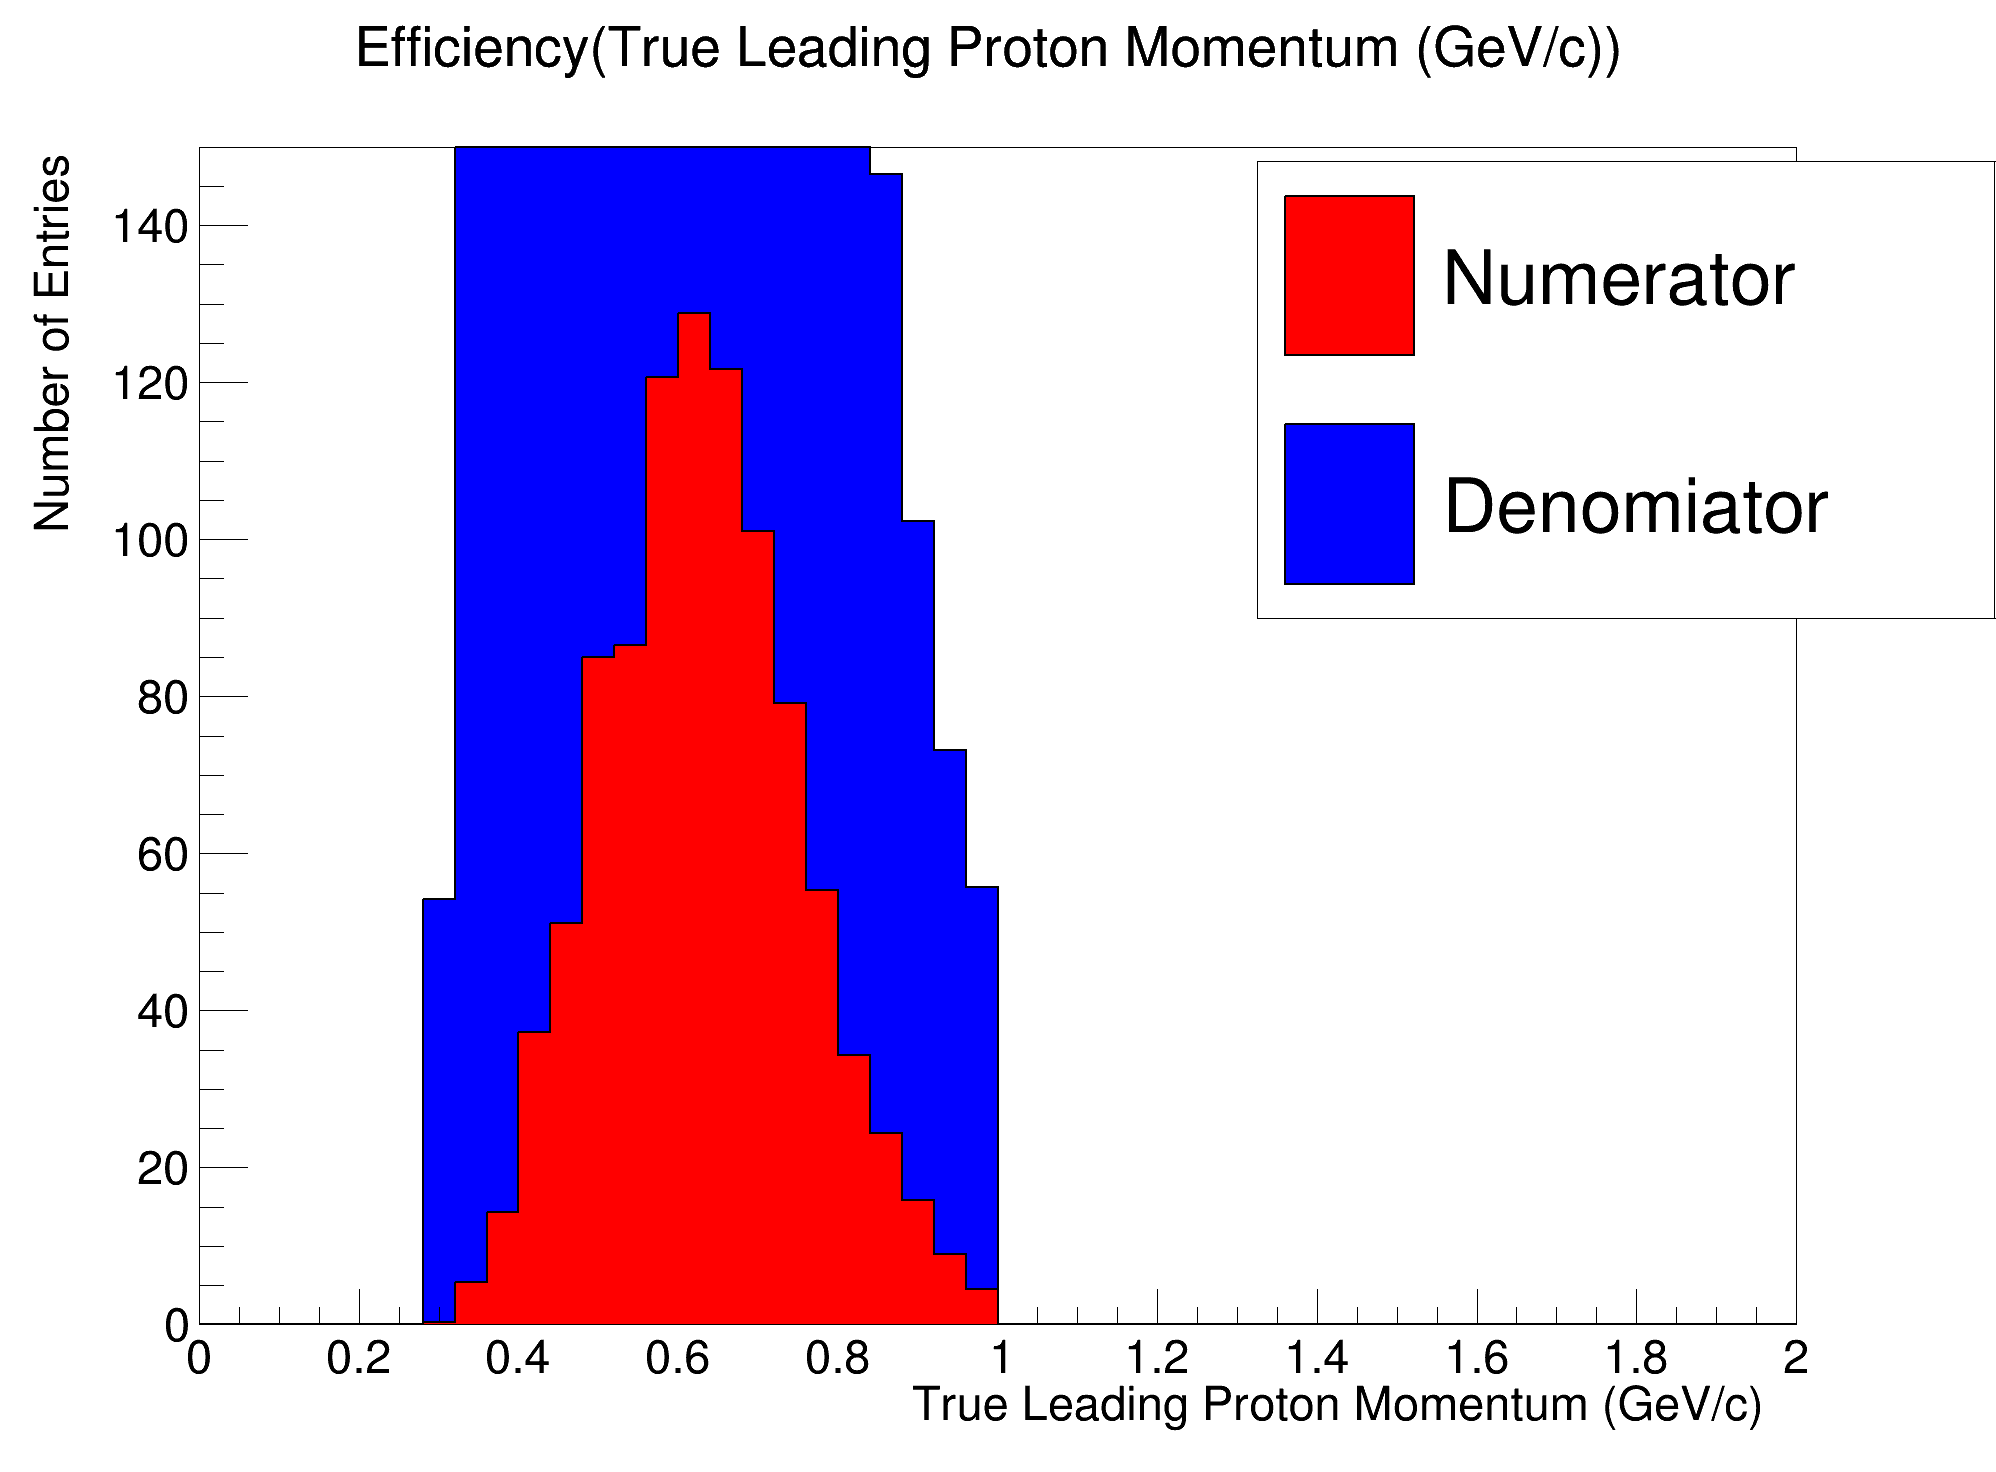 Efficiency(True Leading Proton Momentum (GeV/c))
Number of Entries
140
120
100
80
60
40
20
0
Numerator
Denomiator
0 0.2 0.4 0.6 0.8 1 1.2 1.4 1.6 1.8 2
True Leading Proton Momentum (GeV/c)